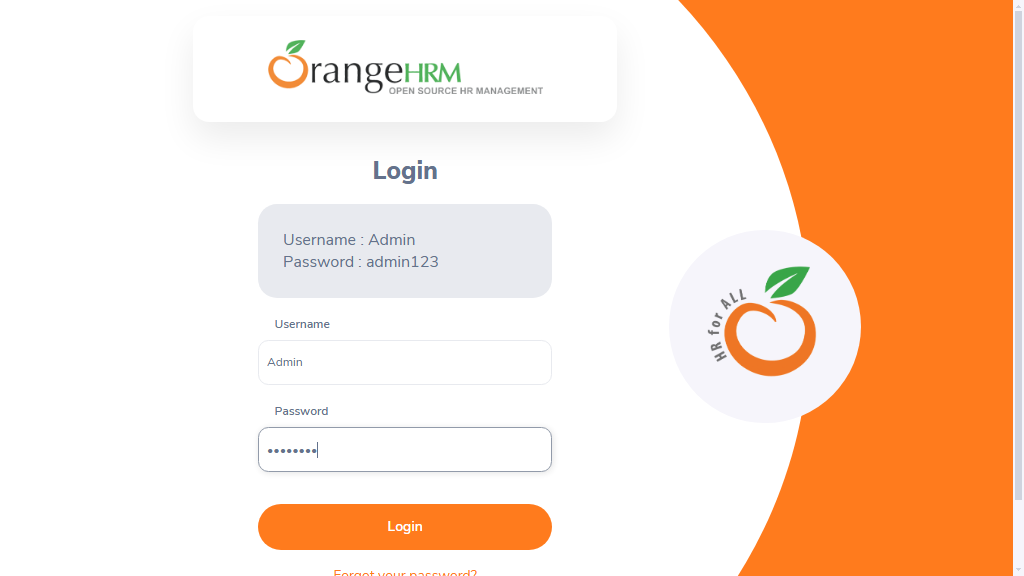 OrangeHRM
OPEN SOURCE HR MANAGEMENT
Login
Username : Admin
Password : admin123
Username
Admin
Password
••••••••
Login
Forgot your password?
HR for ALL